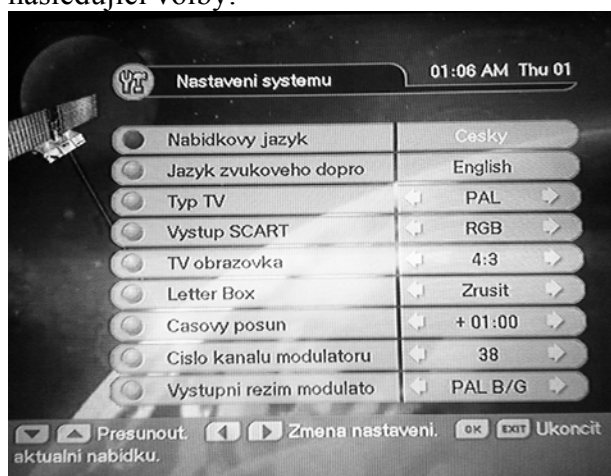 následující volby:
Nastaveni systemu
01:06 AM Thu 01
Nabidkovy jazyk Cesky
Jazyk zvukoveho dopro English
Typ TV PAL
Vystup SCART RGB
TV obrazovka 4:3
Letter Box Zrusit
Casovy posun + 01:00
Cislo kanalu modulatoru 38
Vystupni rezim modulato PAL B/G
Presunout. Zmena nastaveni. OK EXIT Ukoncit
aktualni nabidku.